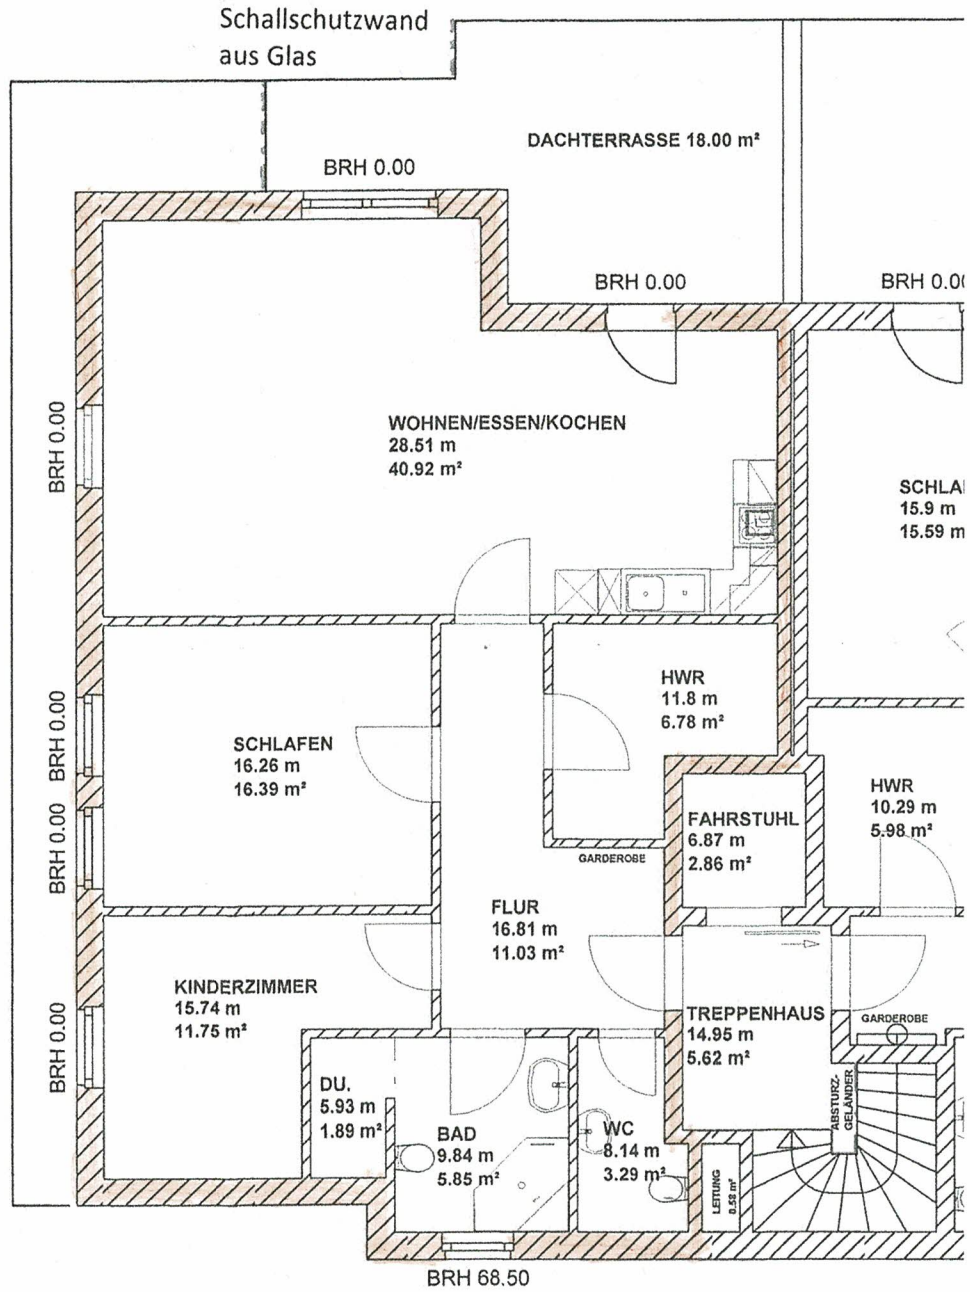 Schallschutzwand
aus Glas
DACHTERRASSE 18.00 m²
BRH 0.00
BRH 0.00
BRH 0.00
BRH 0.00
WOHNEN/ESSEN/KOCHEN
28.51 m
40.92 m²
SCHLA
15.9 m
15.59 m
HWR
11.8 m
6.78 m²
BRH 0.00
SCHLAFEN
16.26 m
16.39 m²
HWR
10.29 m
5.98 m²
BRH 0.00
FAHRSTUHL
6.87 m
2.86 m²
GARDEROBE
FLUR
16.81 m
11.03 m²
KINDERZIMMER
15.74 m
11.75 m²
BRH 0.00
TREPPENHAUS
14.95 m
5.62 m²
GARDEROBE
DU.
5.93 m
1.89 m²
ABSTURZ-
GELÄNDER
BAD
9.84 m
5.85 m²
WC
8.14 m
3.29 m²
LEITUNG
0.58 m²
BRH 68.50